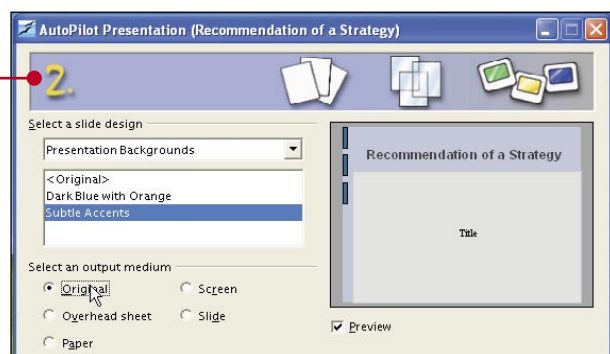 AutoPilot Presentation (Recommendation of a Strategy)
2.
Select a slide design
Presentation Backgrounds
<Original>
Dark Blue with Orange
Subtle Accents
Recommendation of a Strategy
Title
Select an output medium
Original Screen
Overhead sheet Slide
Paper
Preview